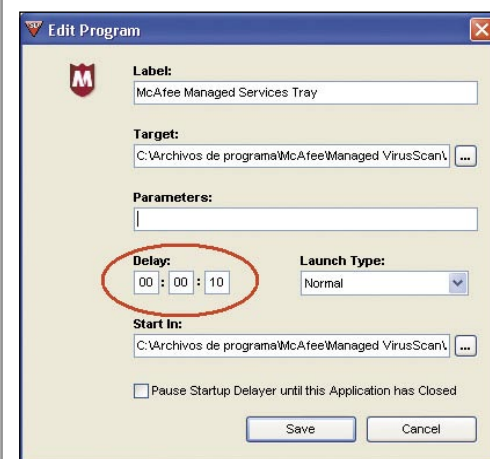 Edit Program
Label:
McAfee Managed Services Tray
Target:
C:\Archivos de programa\McAfee\Managed VirusScan\
...
Parameters:
Delay:
00 : 00 : 10
Launch Type:
Normal
Start In:
C:\Archivos de programa\McAfee\Managed VirusScan\
...
Pause Startup Delayer until this Application has Closed
Save
Cancel